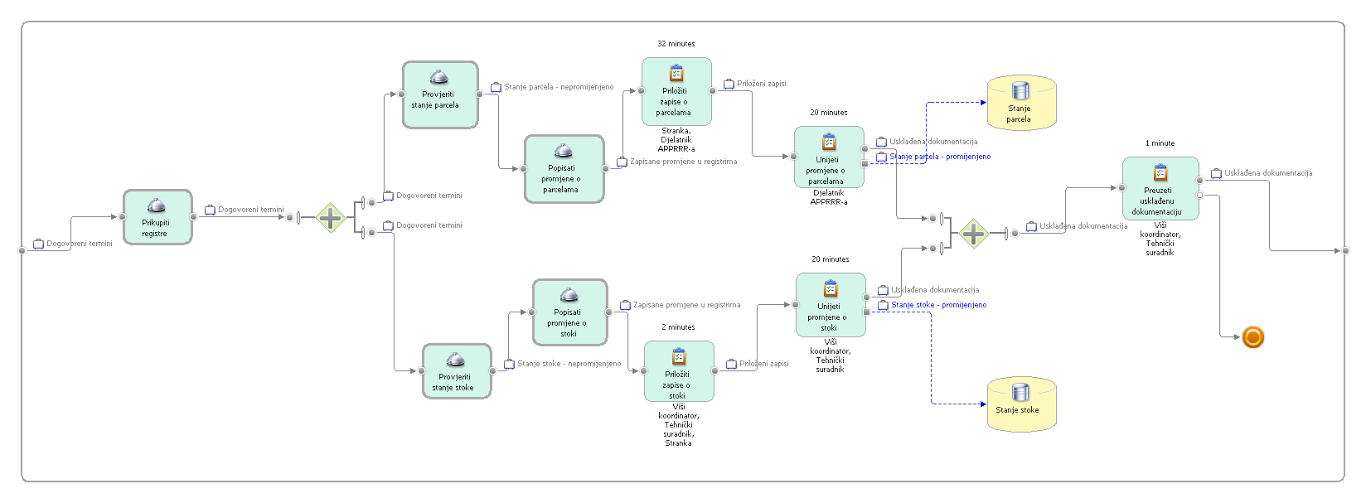 Dogovoreni termini
Prikupiti
registre
Dogovoreni termini
Dogovoreni termini
Dogovoreni termini
Provjeriti
stanje parcela
Stanje parcela - nepromijenjeno
Popisati
promjene o
parcelama
Zapisane promjene u registrima
32 minutes
Priložiti
zapise o
parcelama
Stranka,
Djelatnik
APPRRR-a
Priloženi zapisi
20 minutes
Unijeti
promjene o
parcelama
Djelatnik
APPRRR-a
Usklađena dokumentacija
Stanje parcela - promijenjeno
Stanje
parcela
Provjeriti
stanje stoke
Stanje stoke - nepromijenjeno
Popisati
promjene o
stoki
Zapisane promjene u registrima
2 minutes
Priložiti
zapise o
stoki
Viši
koordinator,
Tehnički
suradnik,
Stranka
Priloženi zapisi
20 minutes
Unijeti
promjene o
stoki
Viši
koordinator,
Tehnički
suradnik
Usklađena dokumentacija
Stanje stoke - promijenjeno
Stanje stoke
Usklađena dokumentacija
1 minute
Preuzeti
usklađenu
dokumentaciju
Viši
koordinator,
Tehnički
suradnik
Usklađena dokumentacija